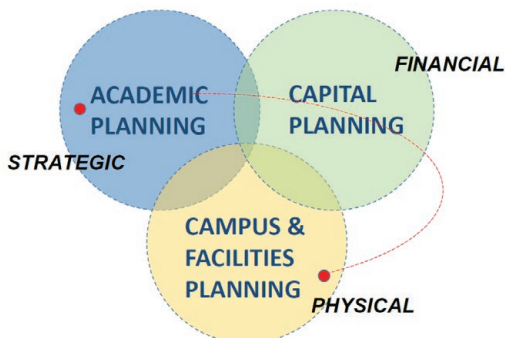 FINANCIAL
ACADEMIC
PLANNING
CAPITAL
PLANNING
STRATEGIC
CAMPUS &
FACILITIES
PLANNING
PHYSICAL